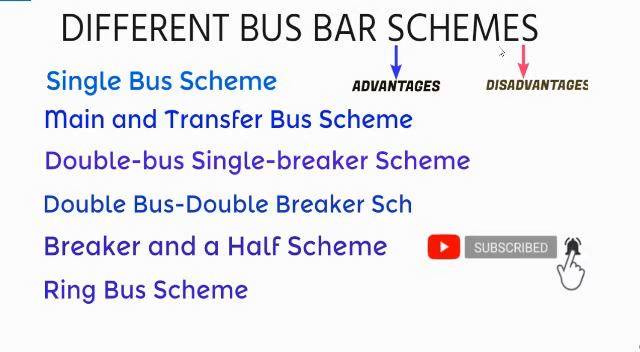 DIFFERENT BUS BAR SCHEMES
Single Bus Scheme
ADVANTAGES
DISADVANTAGES
Main and Transfer Bus Scheme
Double-bus Single-breaker Scheme
Double Bus-Double Breaker Sch
Breaker and a Half Scheme
SUBSCRIBED
Ring Bus Scheme